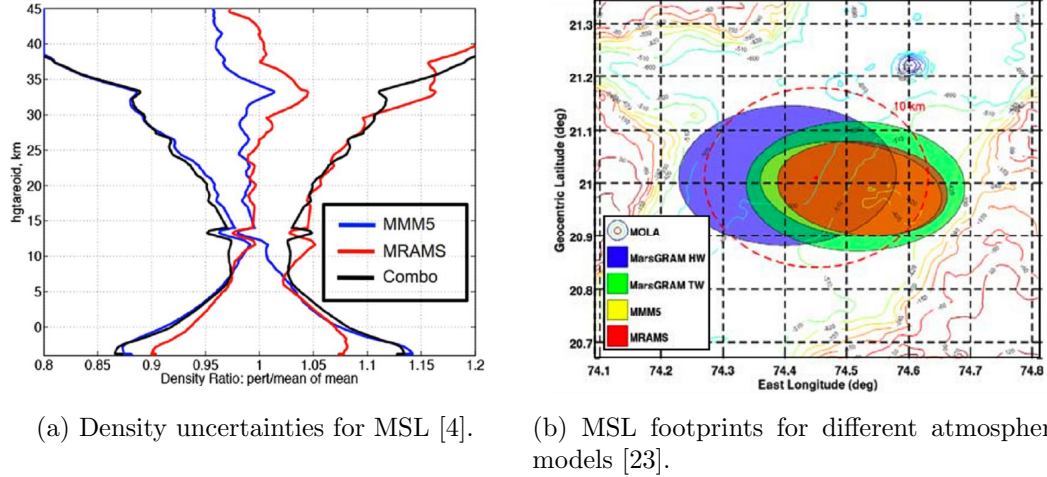 45
40
35
30
25
20
15
10
5
0
hgtareoid, km
MMM5
MRAMS
Combo
0.8 0.85 0.9 0.95 1 1.05 1.1 1.15 1.2
Density Ratio: pert/mean of mean
(a) Density uncertainties for MSL [4].
21.3
21.2
21.1
21
20.9
20.8
20.7
Geocentric Latitude (deg)
10 km
MOLA
MarsGRAM HW
MarsGRAM TW
MMM5
MRAMS
74.1 74.2 74.3 74.4 74.5 74.6 74.7 74.8
East Longitude (deg)
(b) MSL footprints for different atmospher
models [23].